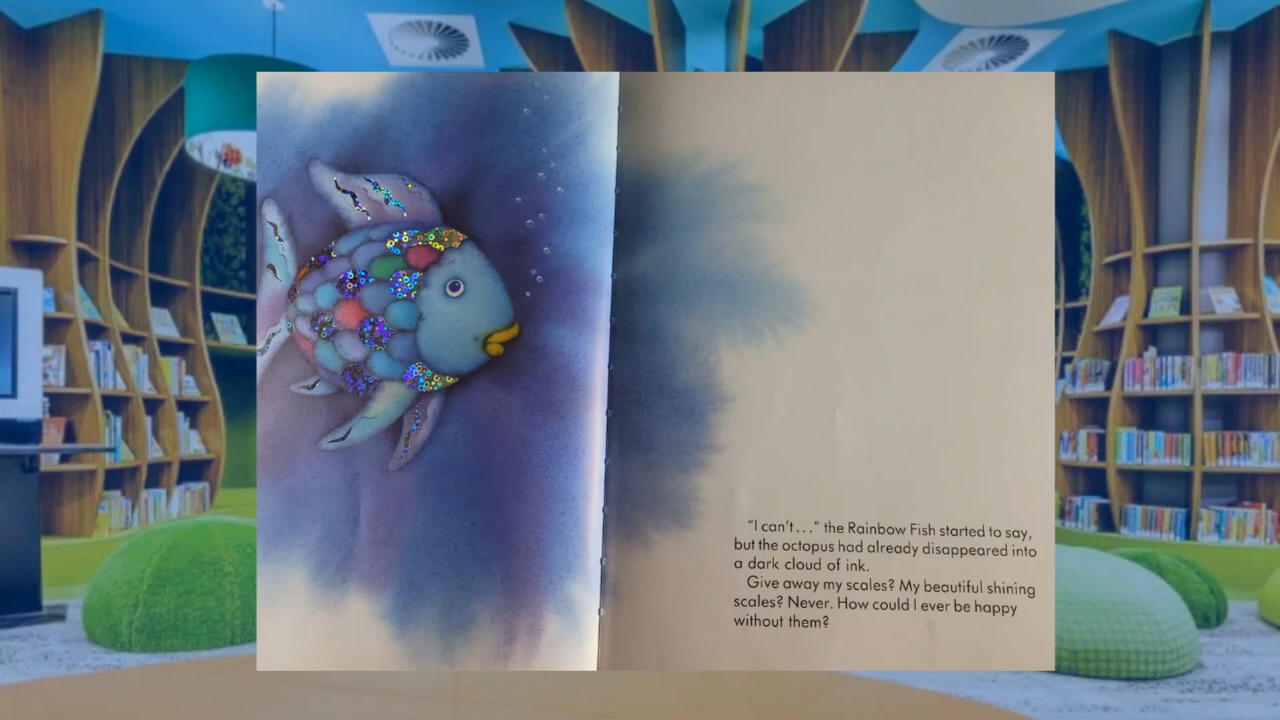 "I can't..." the Rainbow Fish started to say,
but the octopus had already disappeared into
a dark cloud of ink.
Give away my scales? My beautiful shining
scales? Never. How could I ever be happy
without them?